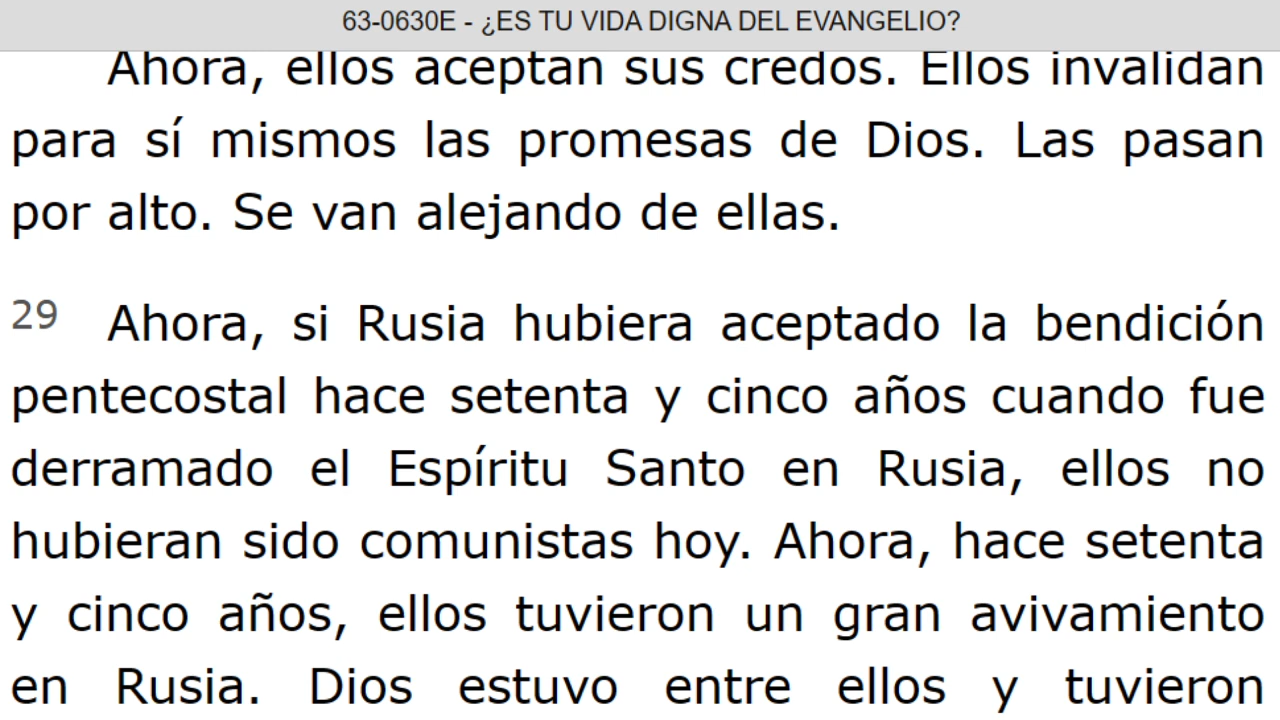 63-0630E - ¿ES TU VIDA DIGNA DEL EVANGELIO?
Ahora, ellos aceptan sus credos. Ellos invalidan
para sí mismos las promesas de Dios. Las pasan
por alto. Se van alejando de ellas.
29 Ahora, si Rusia hubiera aceptado la bendición
pentecostal hace setenta y cinco años cuando fue
derramado el Espíritu Santo en Rusia, ellos no
hubieran sido comunistas hoy. Ahora, hace setenta
y cinco años, ellos tuvieron un gran avivamiento
en Rusia. Dios estuvo entre ellos y tuvieron